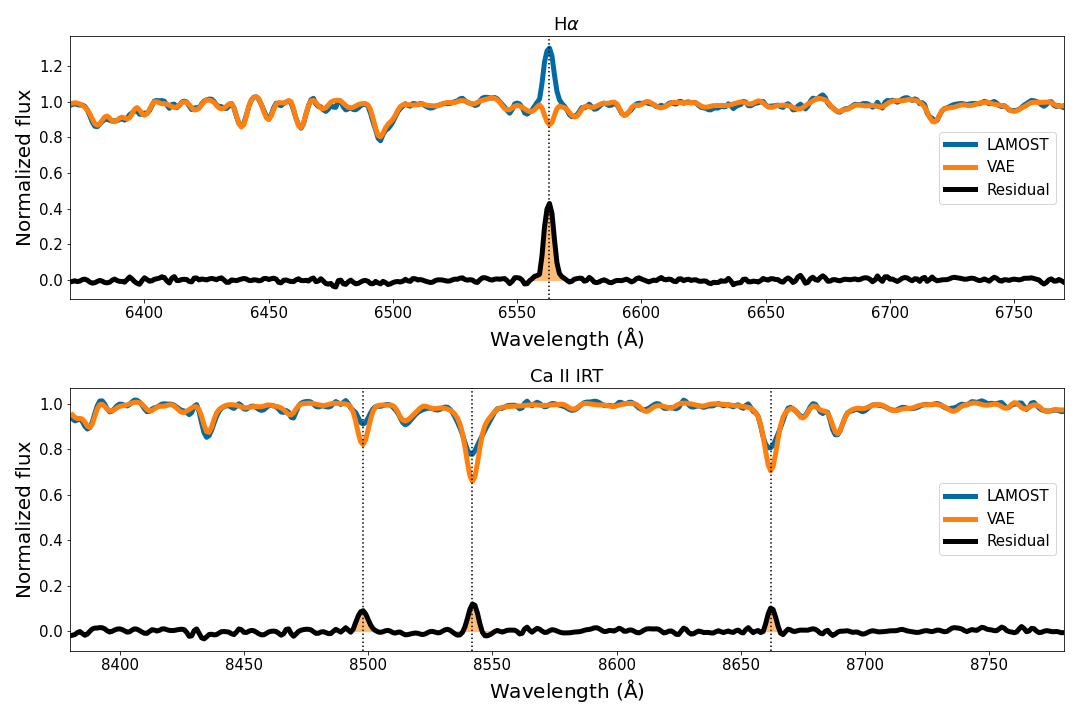 Hα
Normalized flux
1.2
1.0
0.8
0.6
0.4
0.2
0.0
LAMOST
VAE
Residual
6400 6450 6500 6550 6600 6650 6700 6750
Wavelength (Å)
Ca II IRT
Normalized flux
1.0
0.8
0.6
0.4
0.2
0.0
LAMOST
VAE
Residual
8400 8450 8500 8550 8600 8650 8700 8750
Wavelength (Å)